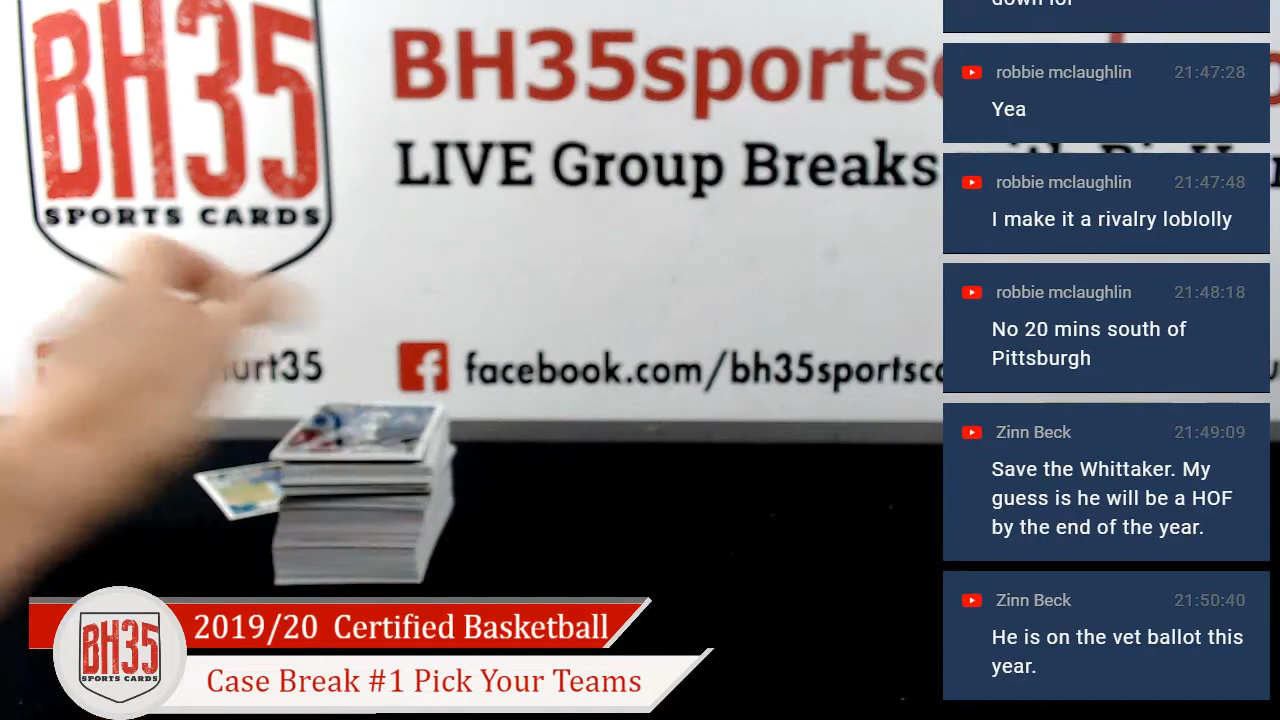 BH35
SPORTS CARDS
BH35sportsc
LIVE Group Breaks with
urt35
facebook.com/bh35sportsc
down for
robbie mclaughlin 21:47:28
Yea
robbie mclaughlin 21:47:48
I make it a rivalry loblolly
robbie mclaughlin 21:48:18
No 20 mins south of
Pittsburgh
Zinn Beck 21:49:09
Save the Whittaker. My
guess is he will be a HOF
by the end of the year.
Zinn Beck 21:50:40
He is on the vet ballot this
year.
BH35
SPORTS CARDS
2019/20 Certified Basketball
Case Break #1 Pick Your Teams